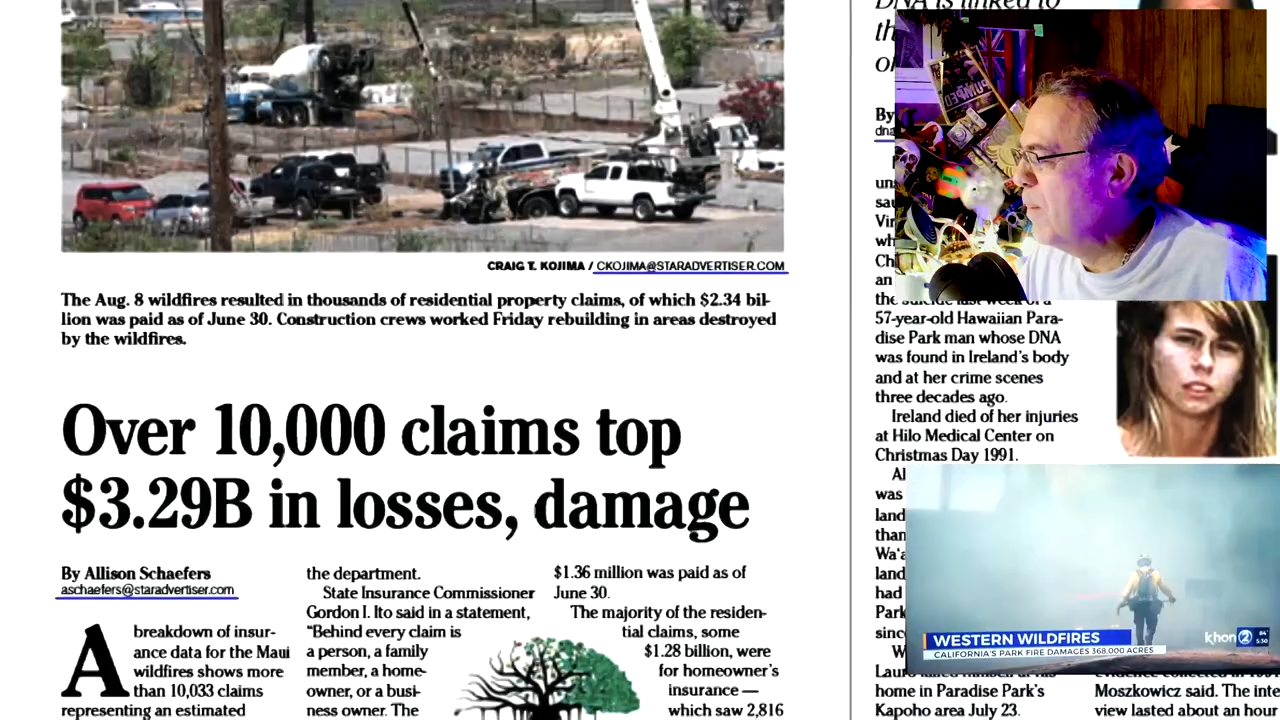 CRAIG T. KOJIMA / CKOJIMA@STARADVERTISER.COM
The Aug. 8 wildfires resulted in thousands of residential property claims, of which $2.34 bil-
lion was paid as of June 30. Construction crews worked Friday rebuilding in areas destroyed
by the wildfires.
Over 10,000 claims top
$3.29B in losses, damage
By Allison Schaefers
aschaefers@staradvertiser.com
A breakdown of insur-
ance data for the Maui
wildfires shows more
than 10,033 claims
representing an estimated
the department.
State Insurance Commissioner
Gordon I. Ito said in a statement,
"Behind every claim is
a person, a family
member, a home-
owner, or a busi-
ness owner. The
$1.36 million was paid as of
June 30.
The majority of the residen-
tial claims, some
$1.28 billion, were
for homeowner's
insurance —
which saw 2,816
DNA is linked to
By
57-year-old Hawaiian Para-
dise Park man whose DNA
was found in Ireland's body
and at her crime scenes
three decades ago.
Ireland died of her injuries
at Hilo Medical Center on
Christmas Day 1991.
was
land
than
land
had
Park
home in Paradise Park's
Kapoho area July 23.
Moszkowicz said. The inte
view lasted about an hour
PUMPED
WESTERN WILDFIRES
CALIFORNIA'S PARK FIRE DAMAGES 368,000 ACRES
khon 2
84°
5:30